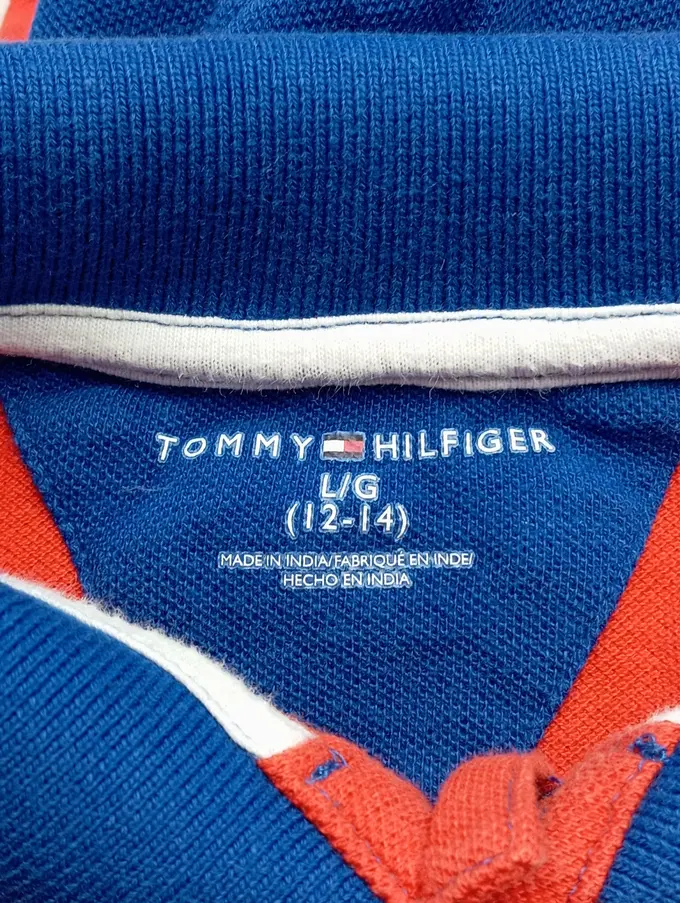 TOMMY HILFIGER
L/G
(12-14)
MADE IN INDIA/FABRIQUÉ EN INDE/
HECHO EN INDIA